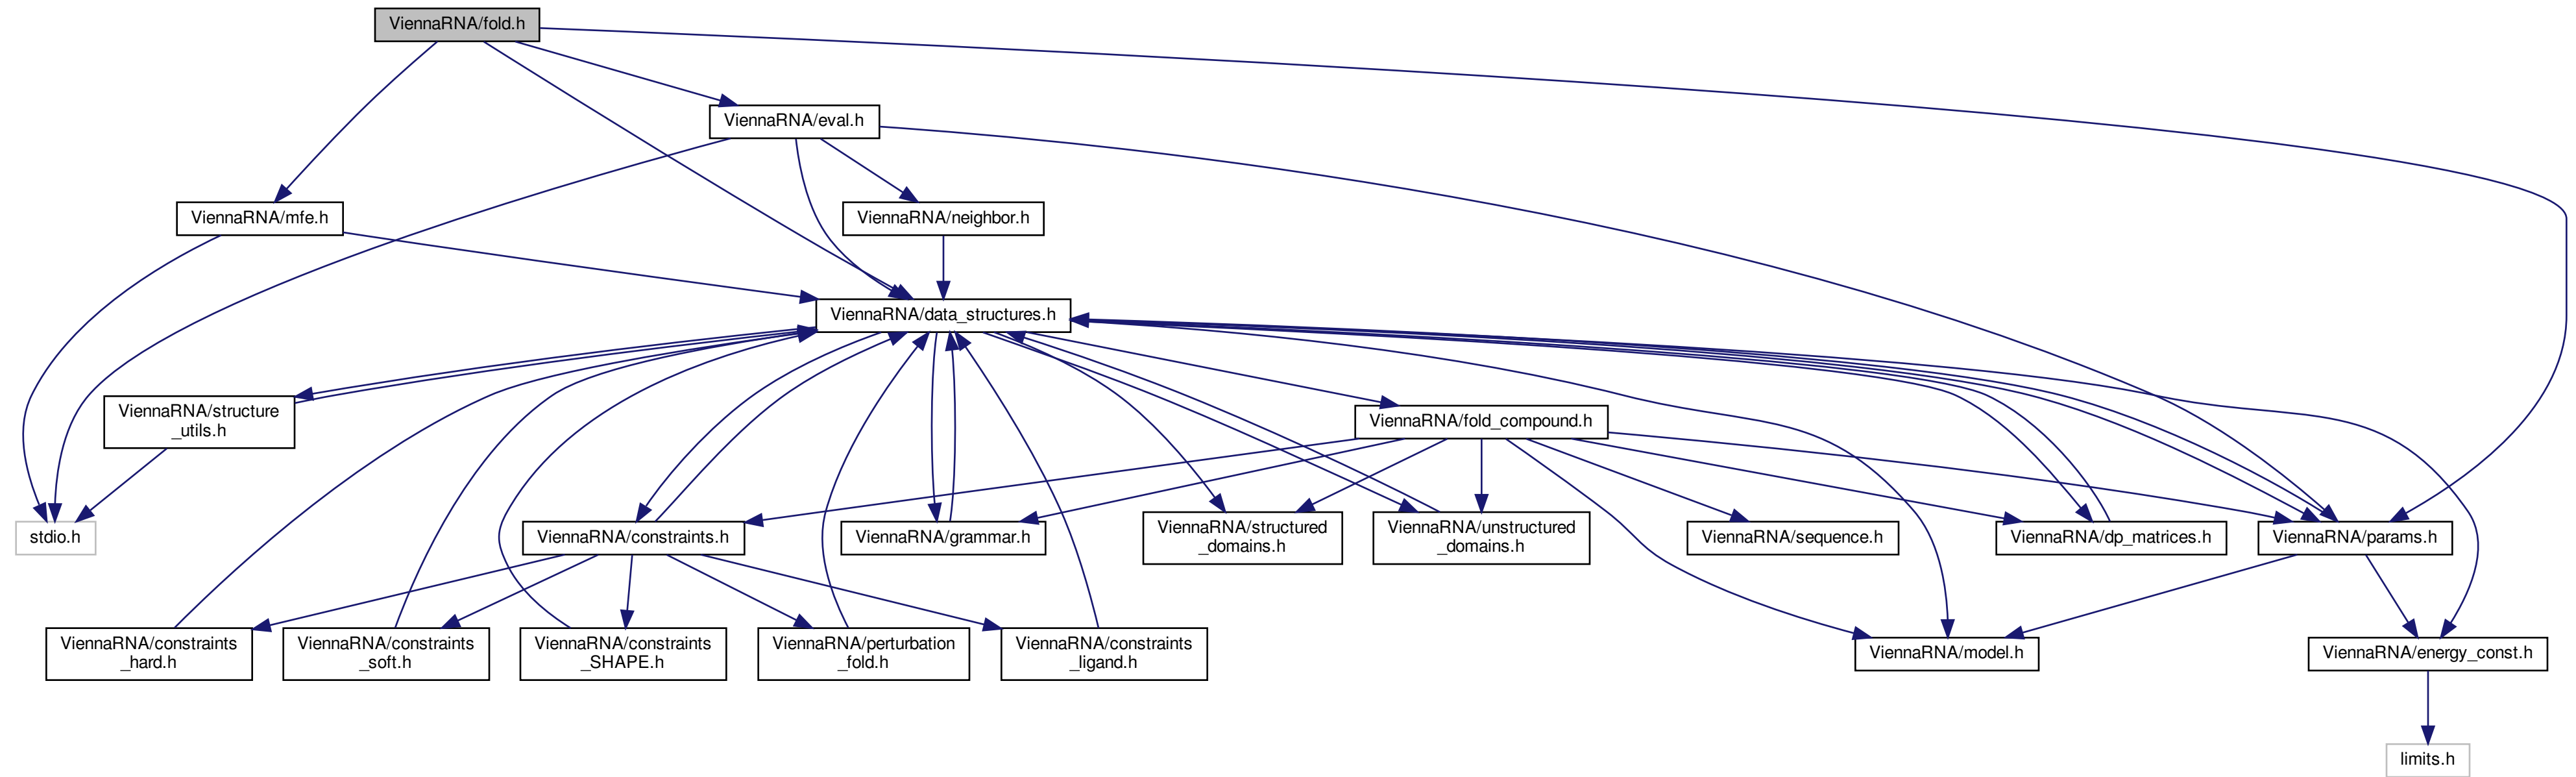 ViennaRNA/fold.h
ViennaRNA/eval.h
ViennaRNA/mfe.h
ViennaRNA/neighbor.h
ViennaRNA/data_structures.h
ViennaRNA/structure
_utils.h
ViennaRNA/fold_compound.h
stdio.h
ViennaRNA/constraints.h
ViennaRNA/grammar.h
ViennaRNA/structured
_domains.h
ViennaRNA/unstructured
_domains.h
ViennaRNA/sequence.h
ViennaRNA/dp_matrices.h
ViennaRNA/params.h
ViennaRNA/constraints
_hard.h
ViennaRNA/constraints
_soft.h
ViennaRNA/constraints
_SHAPE.h
ViennaRNA/perturbation
_fold.h
ViennaRNA/constraints
_ligand.h
ViennaRNA/model.h
ViennaRNA/energy_const.h
limits.h